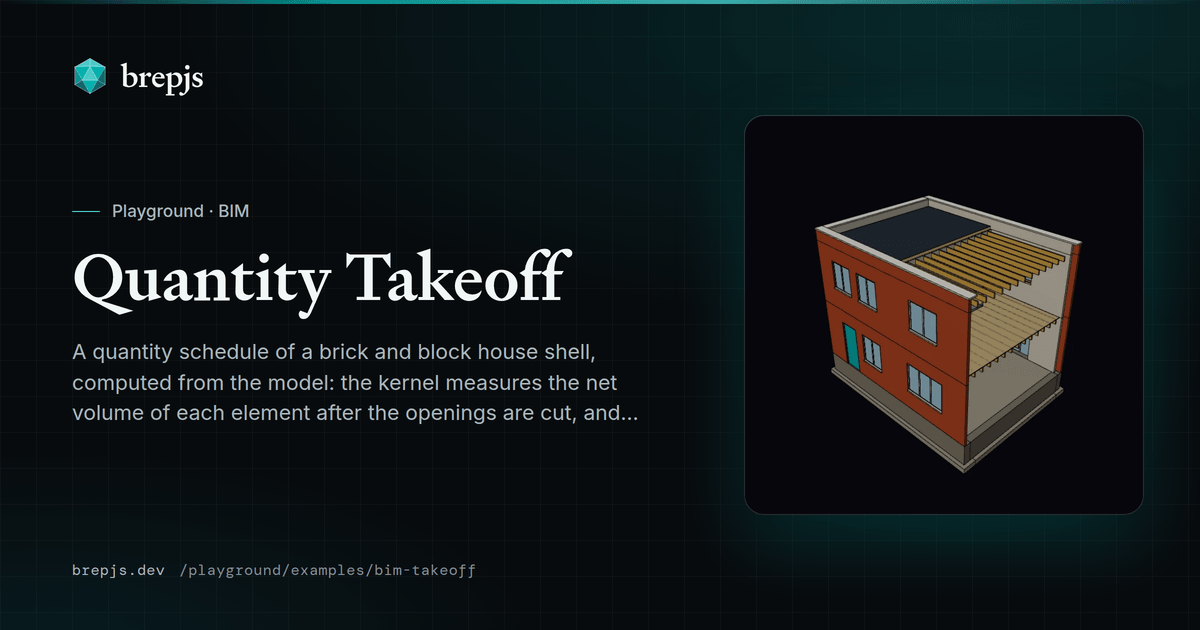 brepjs
Playground · BIM
Quantity Takeoff
A quantity schedule of a brick and block house shell,
computed from the model: the kernel measures the net
volume of each element after the openings are cut, and...
brepjs.dev /playground/examples/bim-takeoff